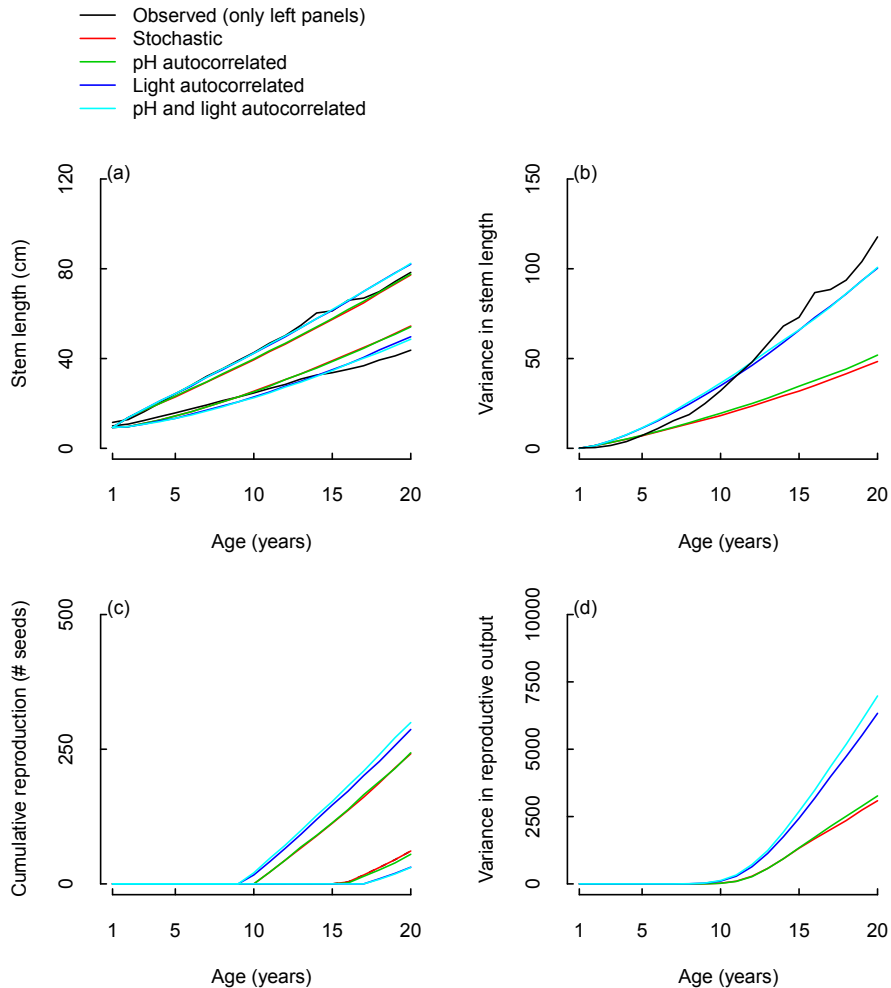 Observed (only left panels)
Stochastic
pH autocorrelated
Light autocorrelated
pH and light autocorrelated
(a)
Stem length (cm)
0
40
80
120
1
5
10
15
20
Age (years)
(b)
Variance in stem length
0
50
100
150
1
5
10
15
20
Age (years)
(c)
Cumulative reproduction (# seeds)
0
250
500
1
5
10
15
20
Age (years)
(d)
Variance in reproductive output
0
2500
5000
7500
10000
1
5
10
15
20
Age (years)